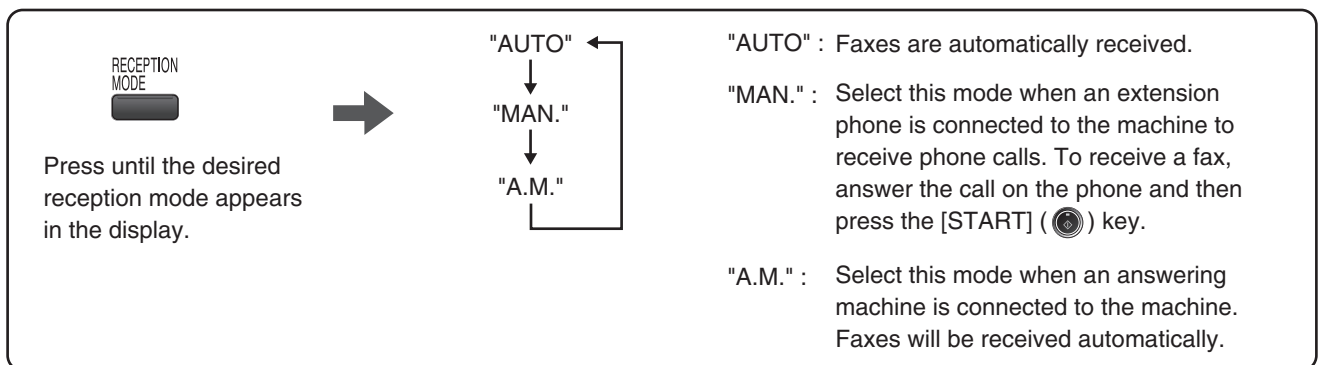 RECEPTION
MODE
Press until the desired
reception mode appears
in the display.
"AUTO"
"MAN."
"A.M."
"AUTO" : Faxes are automatically received.
"MAN." : Select this mode when an extension
phone is connected to the machine to
receive phone calls. To receive a fax,
answer the call on the phone and then
press the [START] ( ) key.
"A.M." : Select this mode when an answering
machine is connected to the machine.
Faxes will be received automatically.